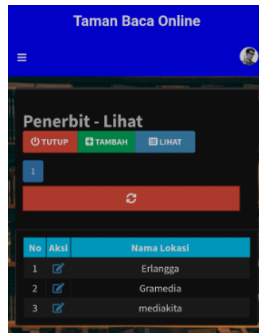 Taman Baca Online
Penerbit - Lihat
TUTUP TAMBAH LIHAT
1
No Aksi Nama Lokasi
1 Erlangga
2 Gramedia
3 mediakita